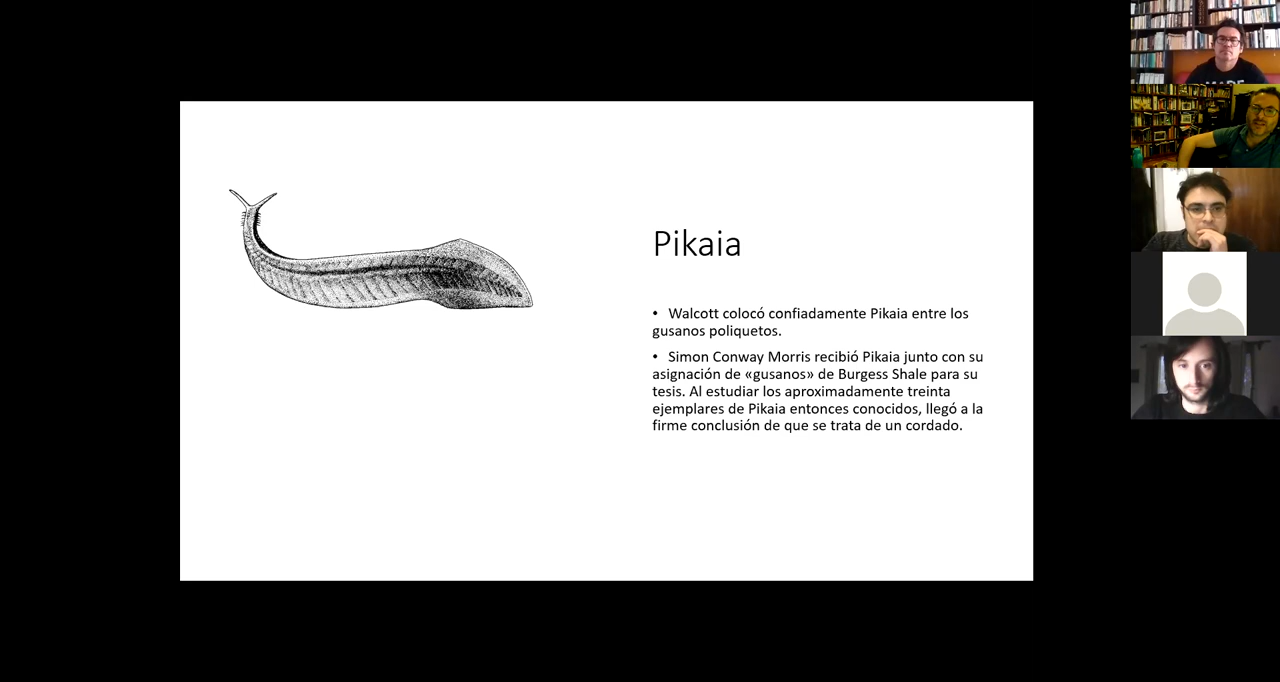 Pikaia
• Walcott colocó confiadamente Pikaia entre los
gusanos poliquetos.
• Simon Conway Morris recibió Pikaia junto con su
asignación de «gusanos» de Burgess Shale para su
tesis. Al estudiar los aproximadamente treinta
ejemplares de Pikaia entonces conocidos, llegó a la
firme conclusión de que se trata de un cordado.